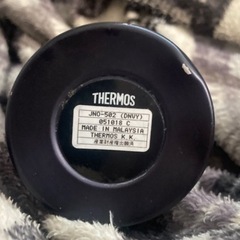 THERMOS
JNO-502 (DNVY)
051016 C
MADE IN MALAYSIA
THERMOS K.K.